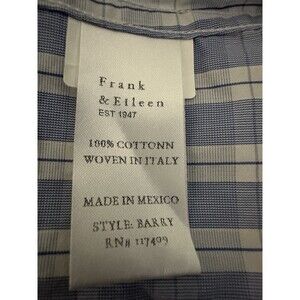 Frank
& Eileen
EST 1947
100% COTTONN
WOVEN IN ITALY
MADE IN MEXICO
STYLE: BARRY
RN# 117499